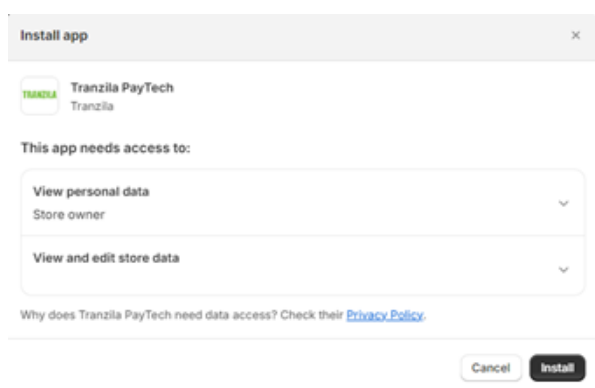 Install app
TRANZILA
Tranzila PayTech
Tranzila
This app needs access to:
View personal data
Store owner
View and edit store data
Why does Tranzila PayTech need data access? Check their Privacy Policy.
Cancel
Install